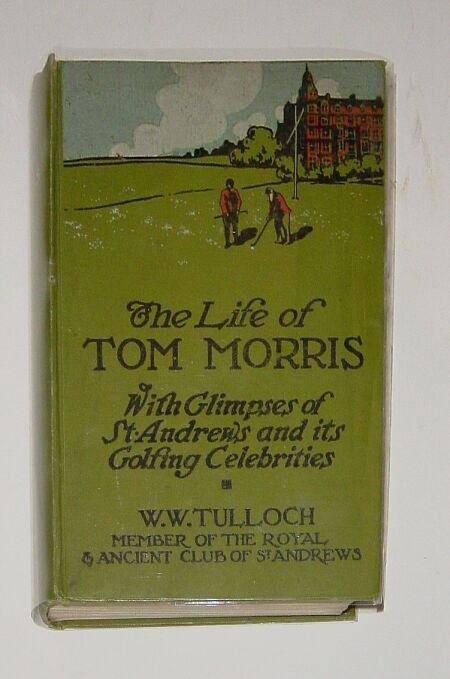 The Life of
TOM MORRIS
With Glimpses of
St. Andrews and its
Golfing Celebrities
W.W. TULLOCH
MEMBER OF THE ROYAL
& ANCIENT CLUB OF ST ANDREWS